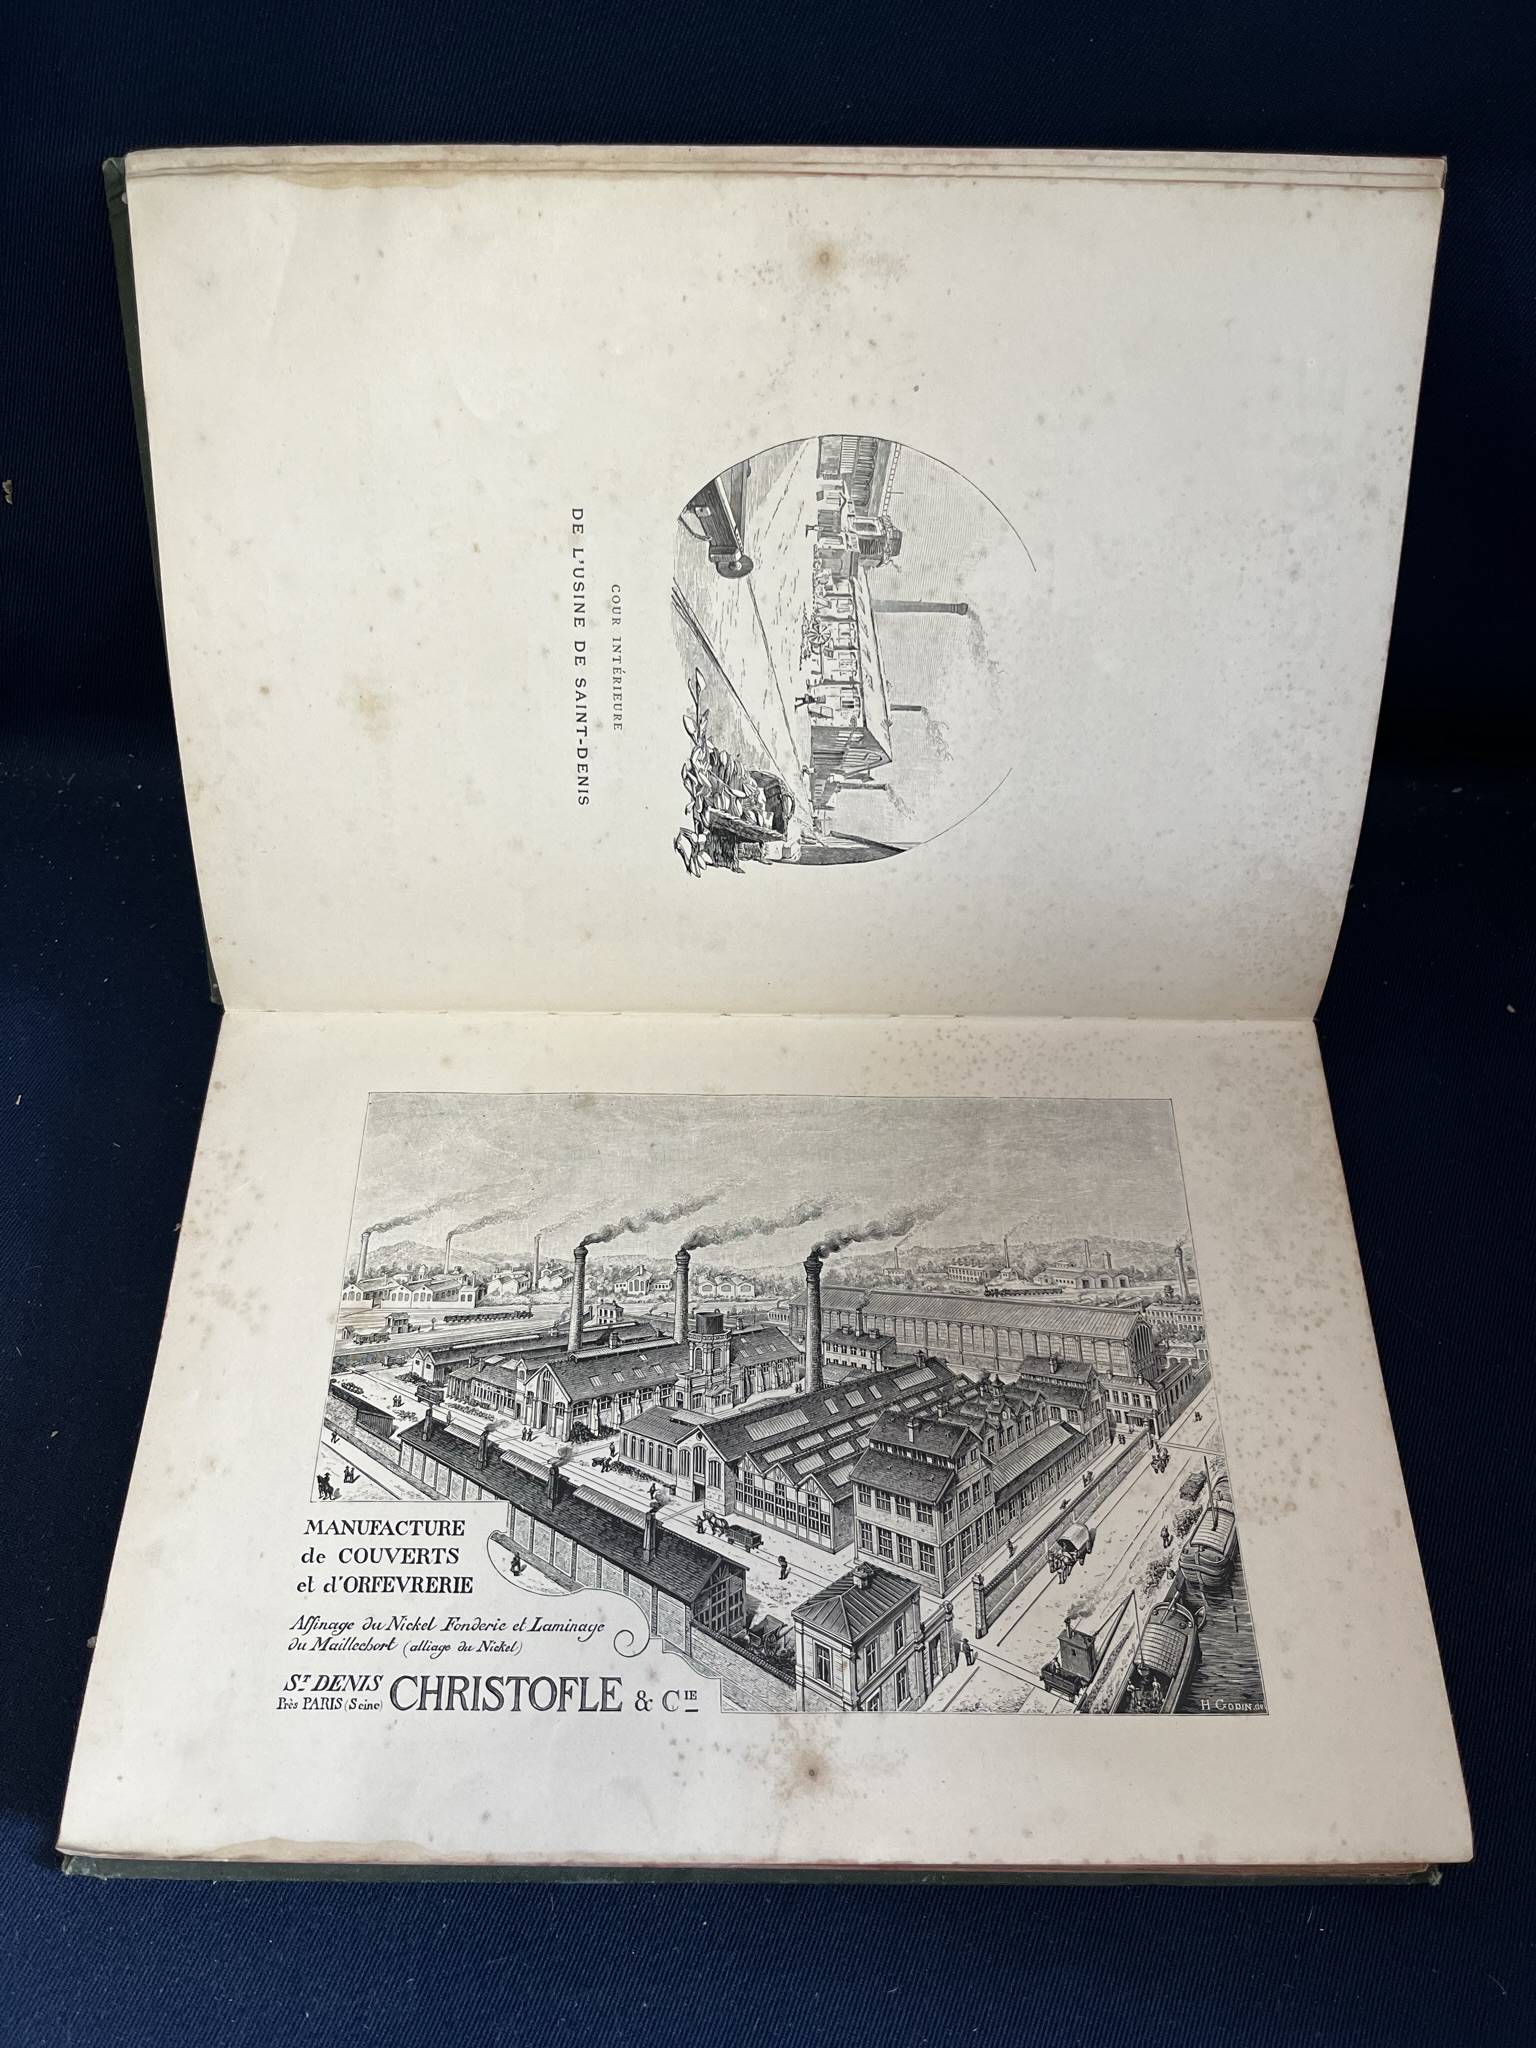 COUR INTÉRIEURE
DE L'USINE DE SAINT-DENIS
MANUFACTURE
de COUVERTS
et d'ORFEVRERIE
Affinage du Nickel Fonderie et Laminage
du Maillechort (alliage du Nickel)
ST DENIS
Près PARIS (Seine)
CHRISTOFLE & CIE
H. GODIN. del